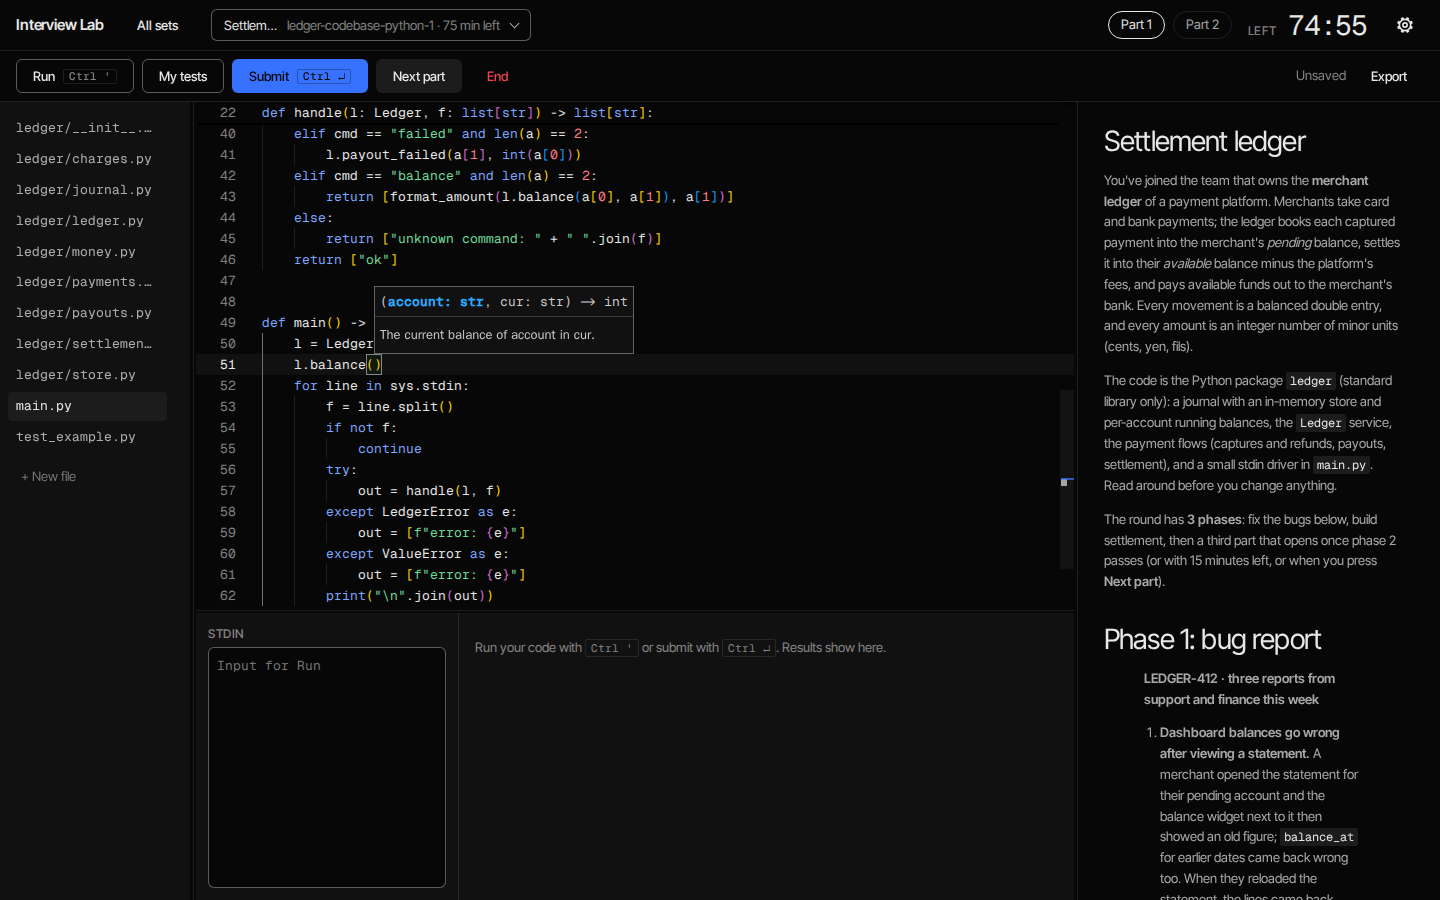 Interview Lab
All sets
Settlem... ledger-codebase-python-1 · 75 min left
Part 1
Part 2
LEFT 74:55
Run Ctrl '
My tests
Submit Ctrl ↵
Next part
End
Unsaved
Export
ledger/__init__.…
ledger/charges.py
ledger/journal.py
ledger/ledger.py
ledger/money.py
ledger/payments.…
ledger/payouts.py
ledger/settlemen…
ledger/store.py
main.py
test_example.py
+ New file
22 def handle(l: Ledger, f: list[str]) -> list[str]:
40 elif cmd == "failed" and len(a) == 2:
41 l.payout_failed(a[1], int(a[0]))
42 elif cmd == "balance" and len(a) == 2:
43 return [format_amount(l.balance(a[0], a[1]), a[1])]
44 else:
45 return ["unknown command: " + " ".join(f)]
46 return ["ok"]
47
48
49 def main() ->
50 l = Ledger
51 l.balance()
52 for line in sys.stdin:
53 f = line.split()
54 if not f:
55 continue
56 try:
57 out = handle(l, f)
58 except LedgerError as e:
59 out = [f"error: {e}"]
60 except ValueError as e:
61 out = [f"error: {e}"]
62 print("\n".join(out))
(account: str, cur: str) -> int
The current balance of account in cur.
STDIN
Input for Run
Run your code with Ctrl ' or submit with Ctrl ↵. Results show here.
Settlement ledger
You've joined the team that owns the merchant
ledger of a payment platform. Merchants take card
and bank payments; the ledger books each captured
payment into the merchant's pending balance, settles
it into their available balance minus the platform's
fees, and pays available funds out to the merchant's
bank. Every movement is a balanced double entry,
and every amount is an integer number of minor units
(cents, yen, fils).
The code is the Python package ledger (standard
library only): a journal with an in-memory store and
per-account running balances, the Ledger service,
the payment flows (captures and refunds, payouts,
settlement), and a small stdin driver in main.py.
Read around before you change anything.
The round has 3 phases: fix the bugs below, build
settlement, then a third part that opens once phase 2
passes (or with 15 minutes left, or when you press
Next part).
Phase 1: bug report
LEDGER-412 · three reports from
support and finance this week
1. Dashboard balances go wrong
after viewing a statement. A
merchant opened the statement for
their pending account and the
balance widget next to it then
showed an old figure; balance_at
for earlier dates came back wrong
too. When they reloaded the
statement, the lines came back